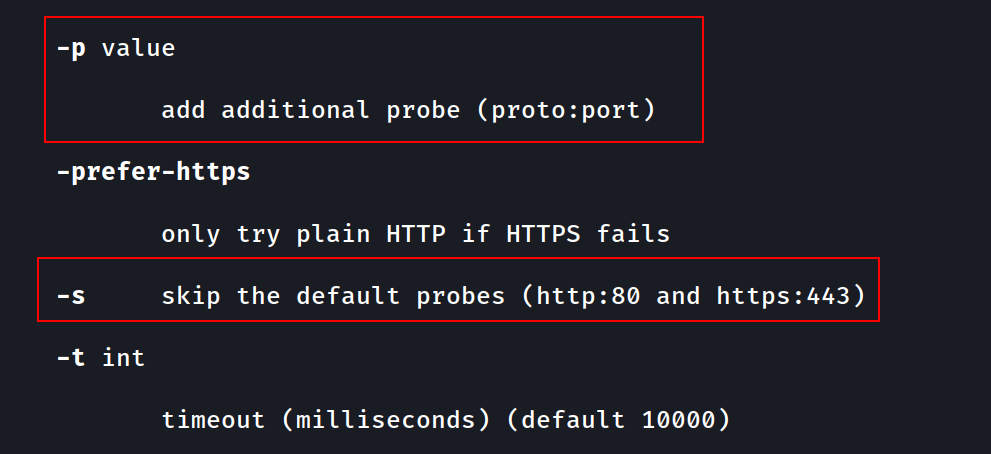 -p value
add additional probe (proto:port)
-prefer-https
only try plain HTTP if HTTPS fails
-s skip the default probes (http:80 and https:443)
-t int
timeout (milliseconds) (default 10000)